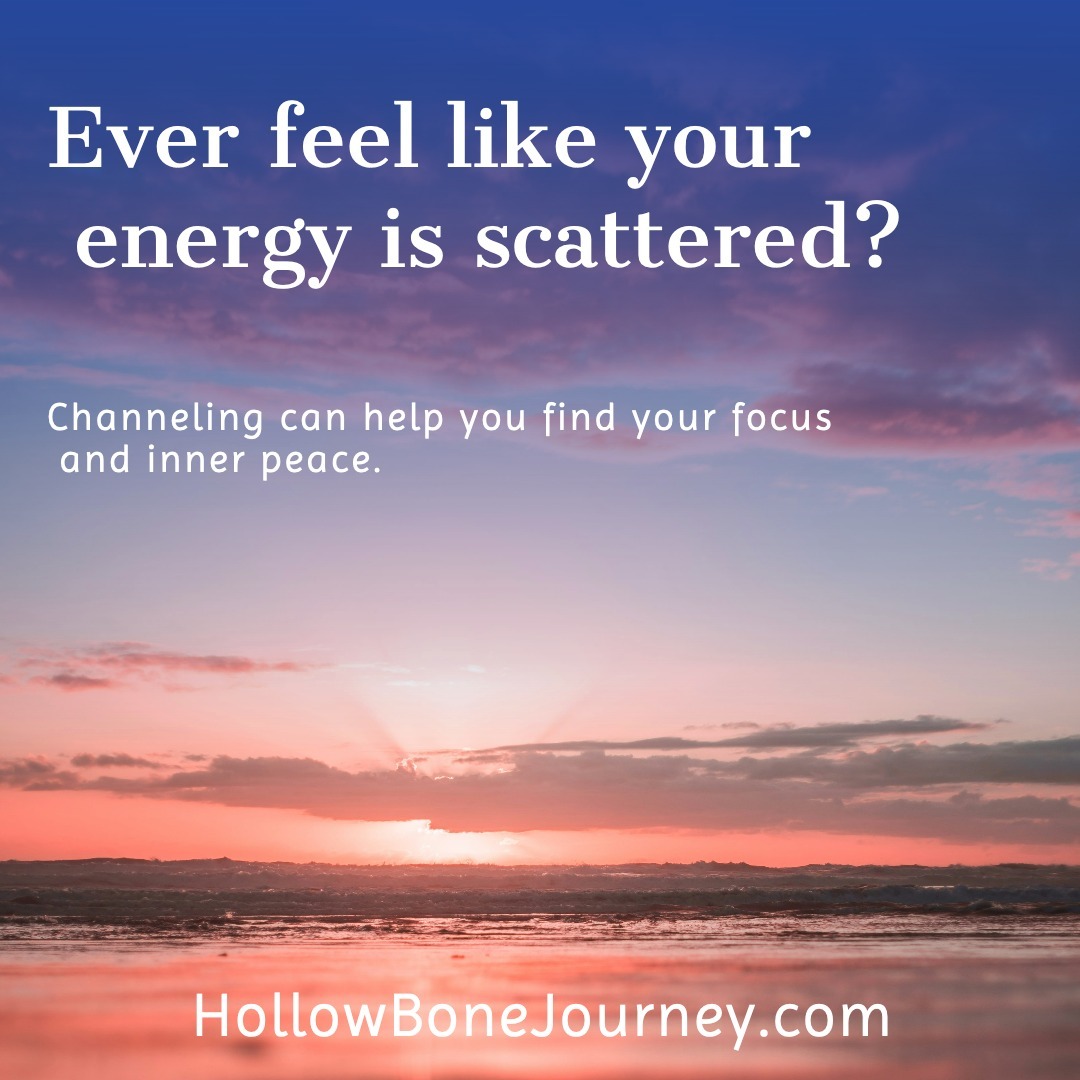 Ever feel like your
energy is scattered?
Channeling can help you find your focus
and inner peace.
HollowBoneJourney.com